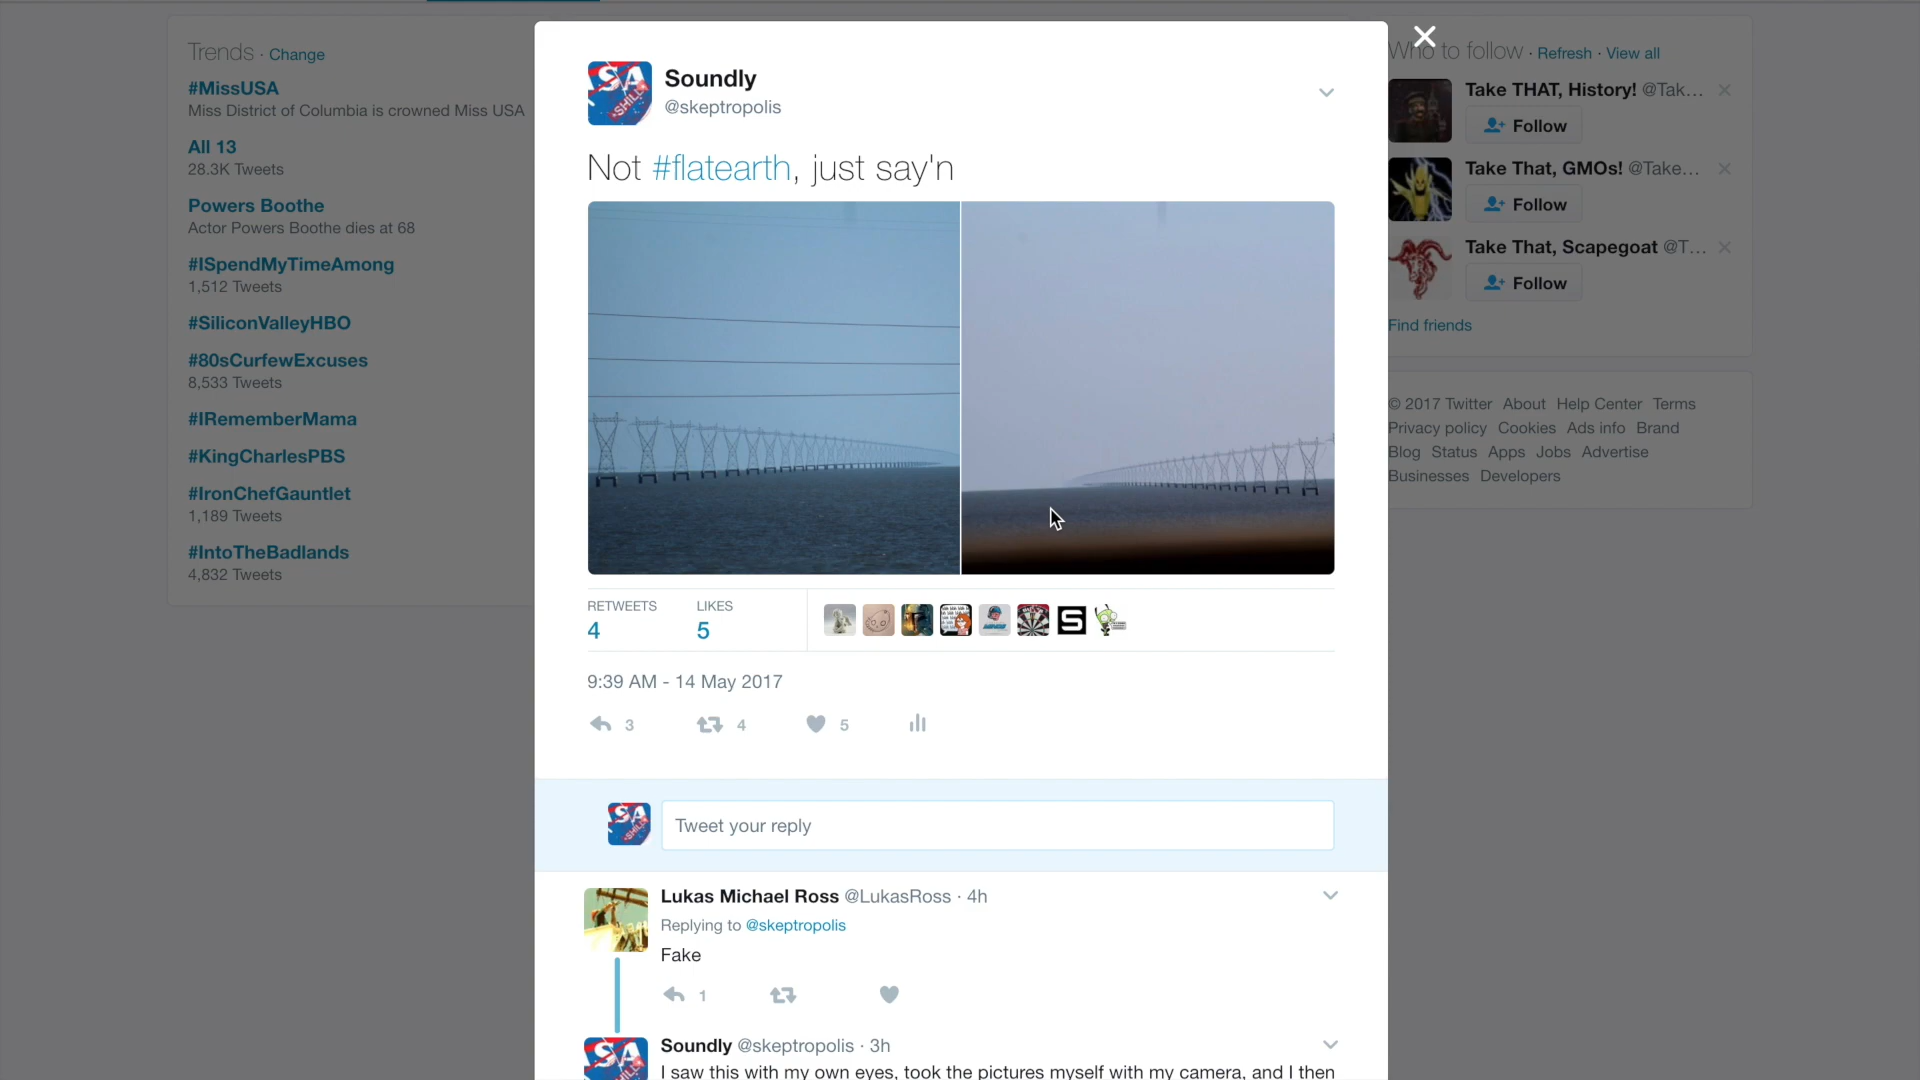 Trends · Change
#MissUSA
Miss District of Columbia is crowned Miss USA
All 13
28.3K Tweets
Powers Boothe
Actor Powers Boothe dies at 68
#ISpendMyTimeAmong
1,512 Tweets
#SiliconValleyHBO
#80sCurfewExcuses
8,533 Tweets
#IRememberMama
#KingCharlesPBS
#IronChefGauntlet
1,189 Tweets
#IntoTheBadlands
4,832 Tweets
Soundly
@skeptropolis
Not #flatearth, just say'n
RETWEETS LIKES
4 5
9:39 AM - 14 May 2017
3 4 5
Tweet your reply
Lukas Michael Ross @LukasRoss · 4h
Replying to @skeptropolis
Fake
1
Soundly @skeptropolis · 3h
I saw this with my own eyes, took the pictures myself with my camera, and I then
Who to follow · Refresh · View all
Take THAT, History! @Tak...
Follow
Take That, GMOs! @Take...
Follow
Take That, Scapegoat @T...
Follow
Find friends
© 2017 Twitter About Help Center Terms
Privacy policy Cookies Ads info Brand
Blog Status Apps Jobs Advertise
Businesses Developers